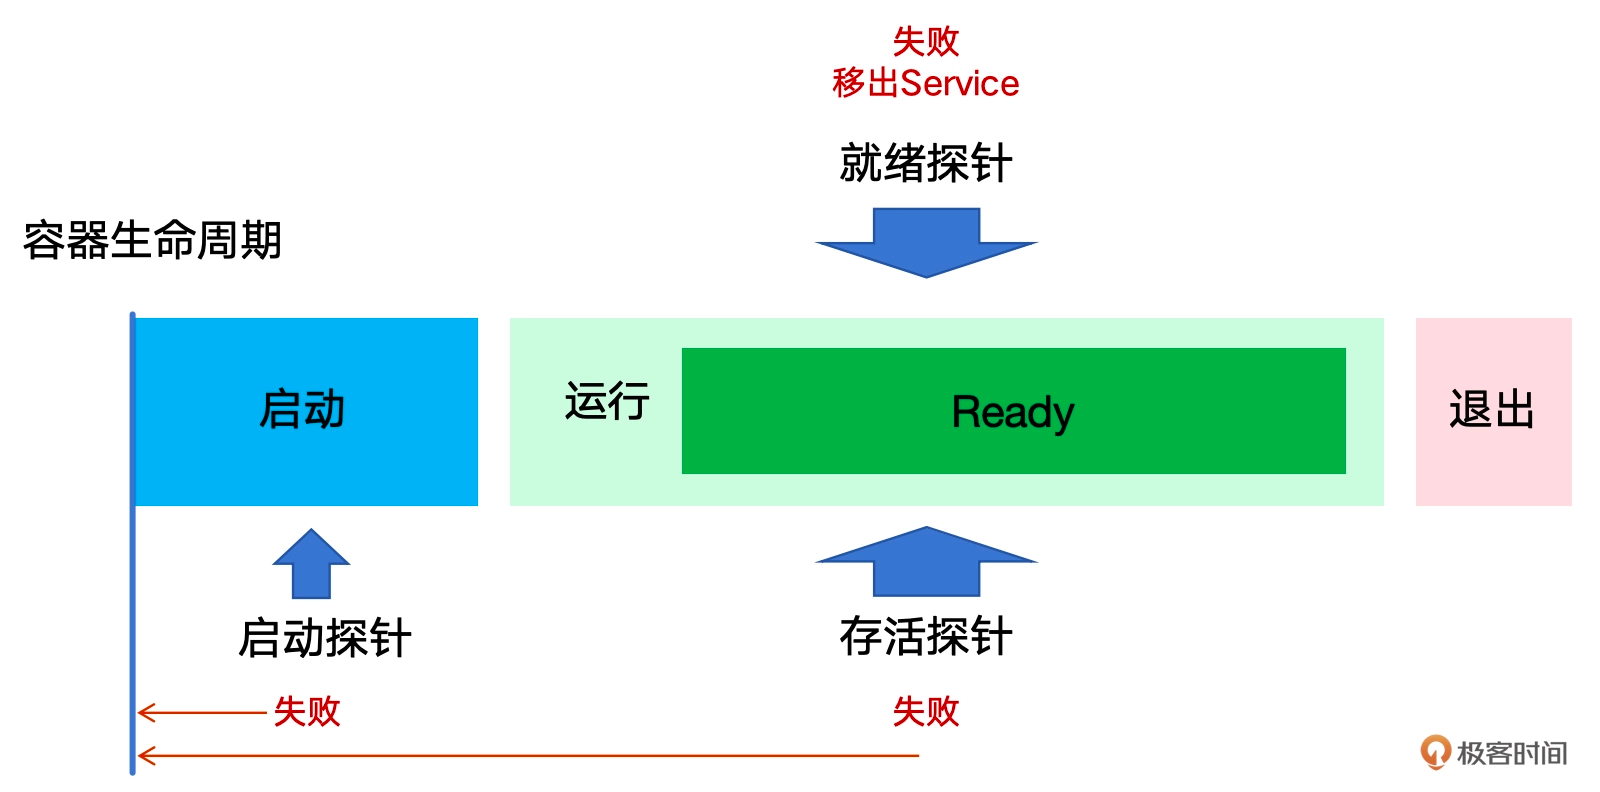 失败
移出Service
就绪探针
容器生命周期
启动
运行
Ready
退出
启动探针
存活探针
失败
失败
极客时间